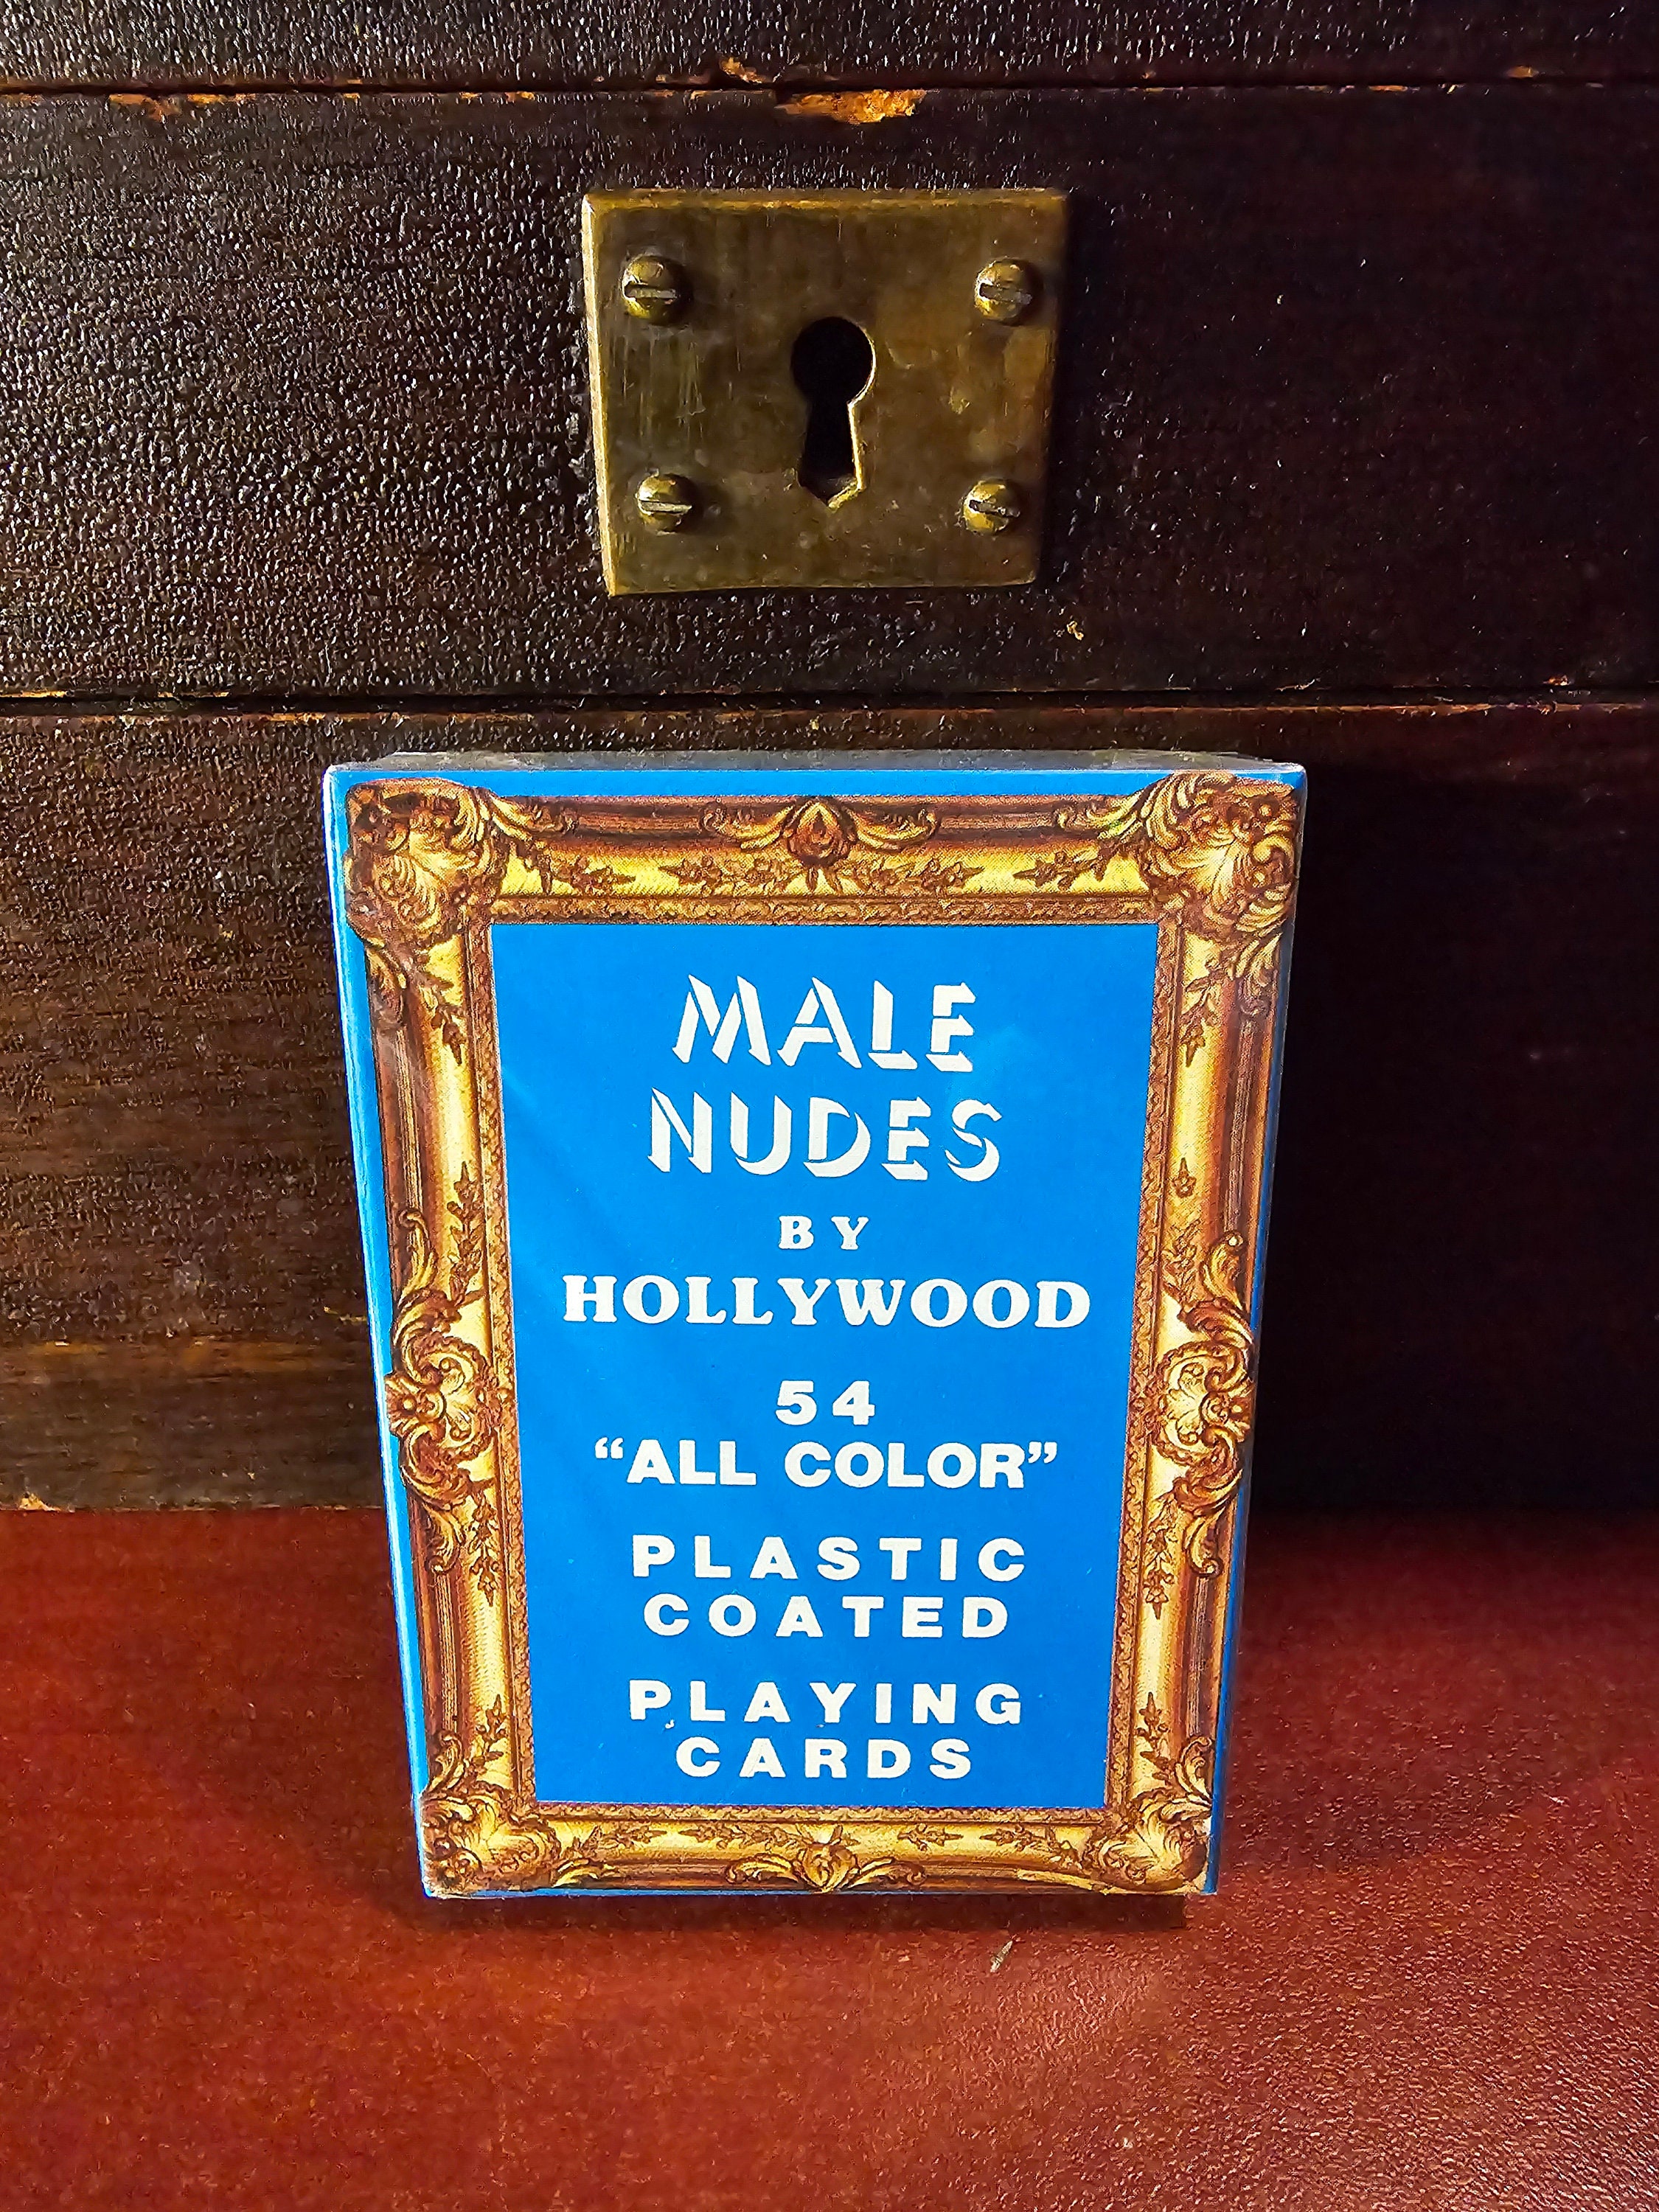 MALE
NUDES
BY
HOLLYWOOD
54
“ALL COLOR”
PLASTIC
COATED
PLAYING
CARDS